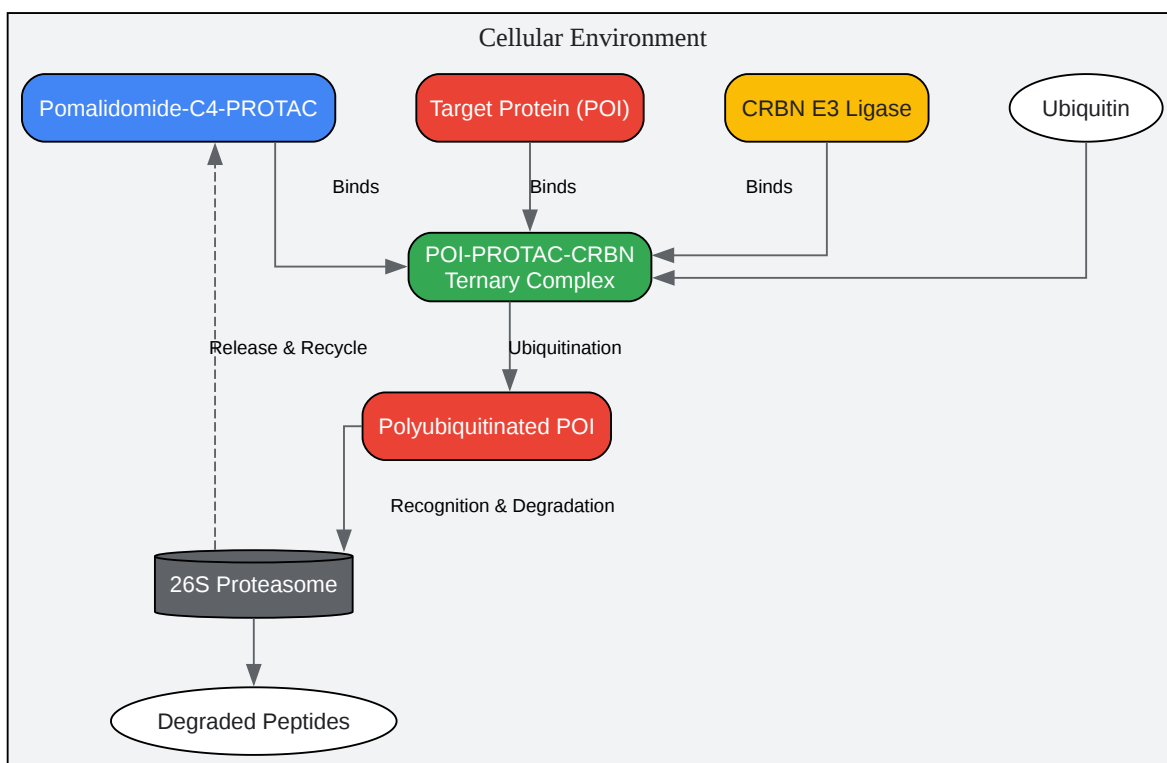 Cellular Environment
Pomalidomide-C4-PROTAC
Target Protein (POI)
CRBN E3 Ligase
Ubiquitin
Binds
Binds
Binds
POI-PROTAC-CRBN
Ternary Complex
Release & Recycle
Ubiquitination
Polyubiquitinated POI
Recognition & Degradation
26S Proteasome
Degraded Peptides